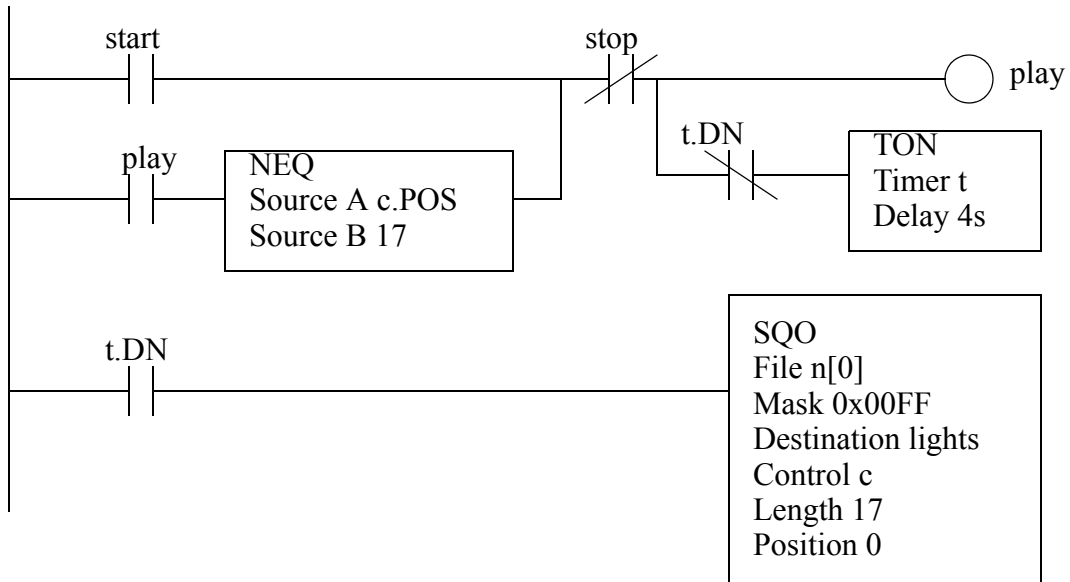 start
stop
play
play
NEQ
Source A c.POS
Source B 17
t.DN
TON
Timer t
Delay 4s
t.DN
SQO
File n[0]
Mask 0x00FF
Destination lights
Control c
Length 17
Position 0